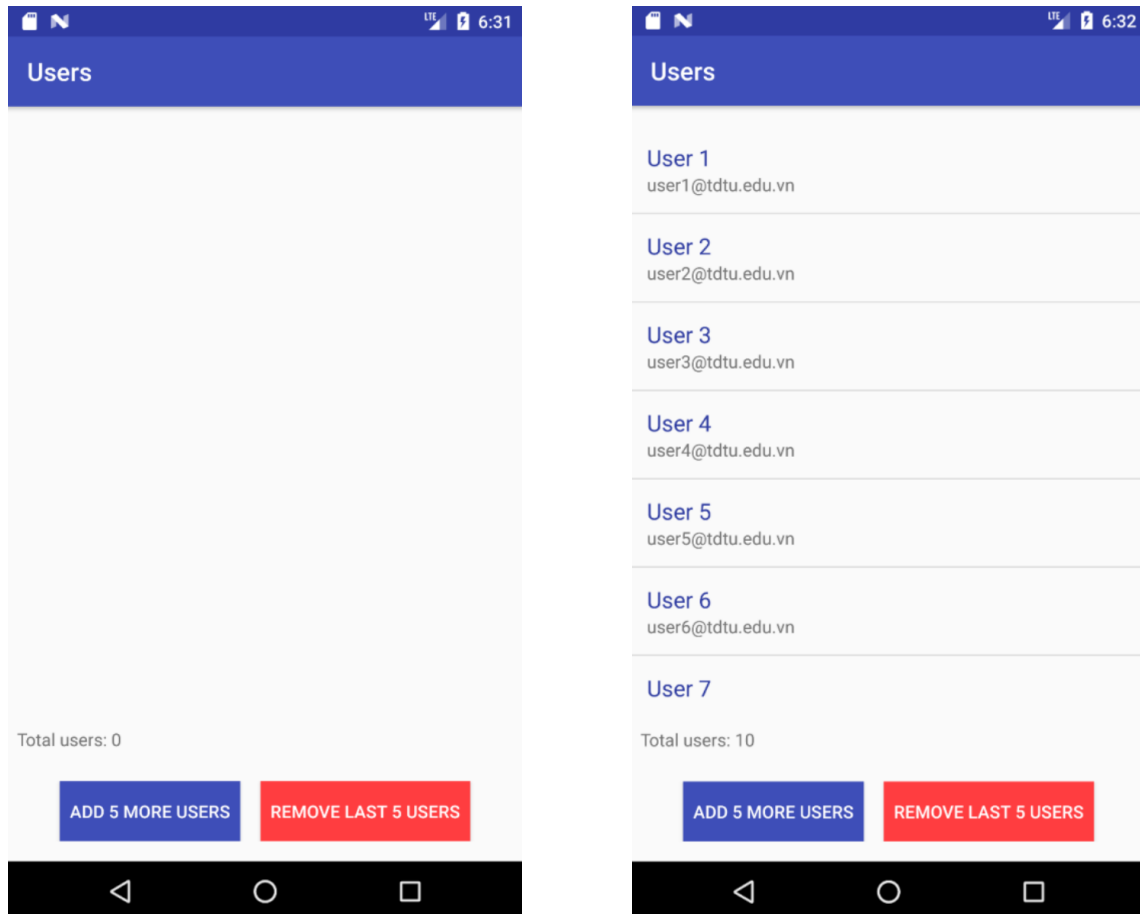 LTE 6:31
Users
Total users: 0
ADD 5 MORE USERS REMOVE LAST 5 USERS
LTE 6:32
Users
User 1
user1@tdtu.edu.vn
User 2
user2@tdtu.edu.vn
User 3
user3@tdtu.edu.vn
User 4
user4@tdtu.edu.vn
User 5
user5@tdtu.edu.vn
User 6
user6@tdtu.edu.vn
User 7
Total users: 10
ADD 5 MORE USERS REMOVE LAST 5 USERS